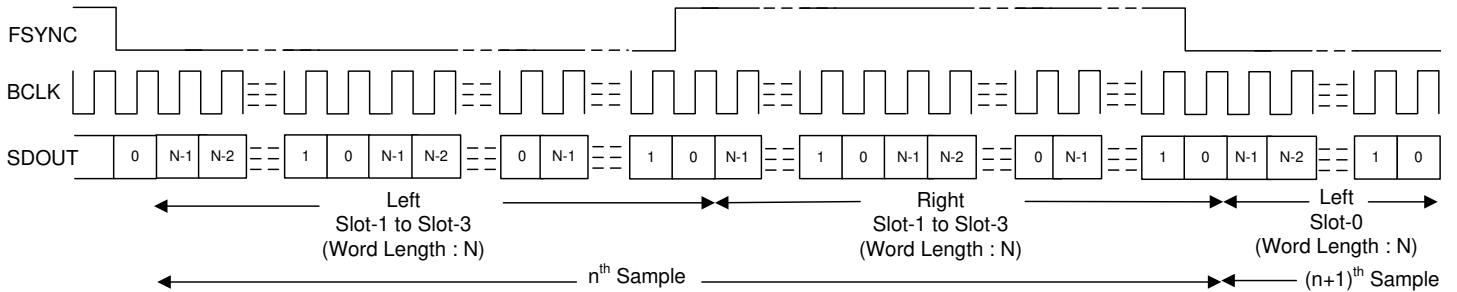 FSYNC
BCLK
SDOUT 0 N-1 N-2 1 0 N-1 N-2 0 N-1 1 0 N-1 1 0 N-1 N-2 0 N-1 1 0 N-1 N-2 1 0
Left
Slot-1 to Slot-3
(Word Length : N)
Right
Slot-1 to Slot-3
(Word Length : N)
Left
Slot-0
(Word Length : N)
nth Sample
(n+1)th Sample